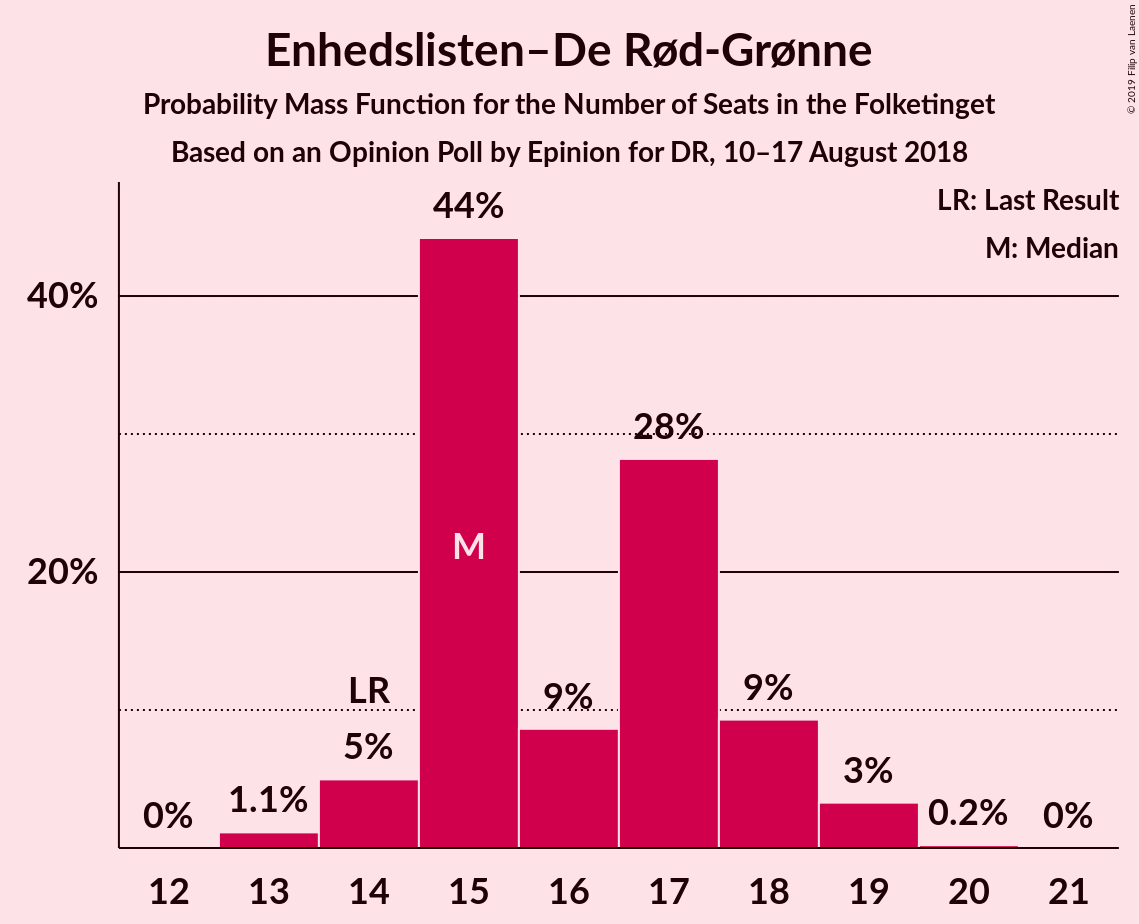 Enhedslisten–De Rød-Grønne
Probability Mass Function for the Number of Seats in the Folketinget
Based on an Opinion Poll by Epinion for DR, 10–17 August 2018
© 2019 Filip van Laenen
LR: Last Result
M: Median
44%
40%
28%
M
20%
LR
9%
9%
5%
3%
1.1%
0%
0.2%
0%
12 13 14 15 16 17 18 19 20 21